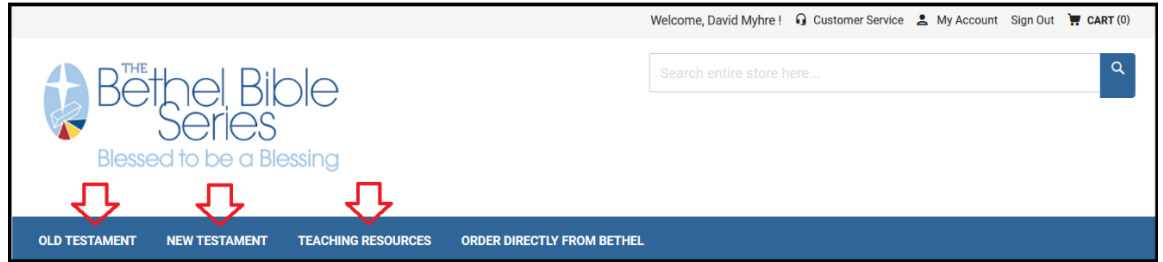 Welcome, David Myhre ! Customer Service My Account Sign Out CART (0)
Search entire store here...
THE
Bethel Bible
Series
Blessed to be a Blessing
OLD TESTAMENT NEW TESTAMENT TEACHING RESOURCES ORDER DIRECTLY FROM BETHEL